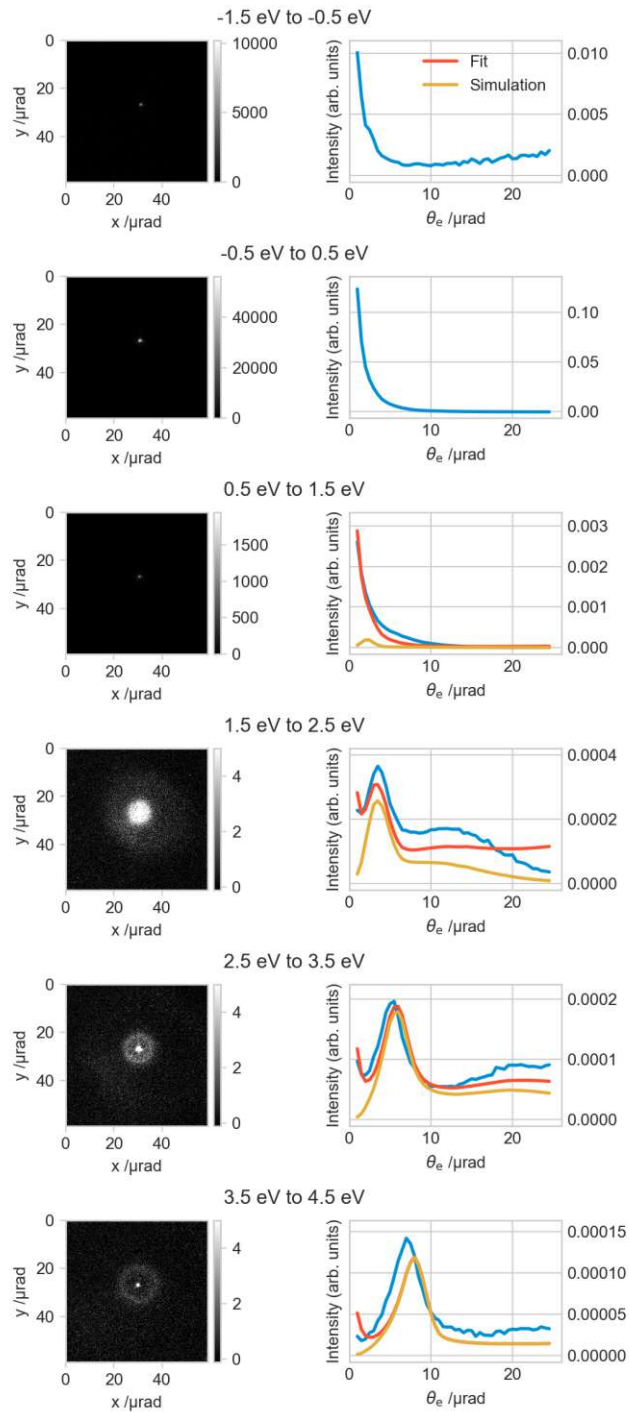 -1.5 eV to -0.5 eV
0
20
40
y /µrad
0
20
40
x /µrad
10000
5000
0
Intensity (arb. units)
Fit
Simulation
0.010
0.005
0.000
0
10
20
θe /µrad
-0.5 eV to 0.5 eV
0
20
40
y /µrad
0
20
40
x /µrad
40000
20000
0
Intensity (arb. units)
0.10
0.05
0.00
0
10
20
θe /µrad
0.5 eV to 1.5 eV
0
20
40
y /µrad
0
20
40
x /µrad
1500
1000
500
0
Intensity (arb. units)
0.003
0.002
0.001
0.000
0
10
20
θe /µrad
1.5 eV to 2.5 eV
0
20
40
y /µrad
0
20
40
x /µrad
4
2
0
Intensity (arb. units)
0.0004
0.0002
0.0000
0
10
20
θe /µrad
2.5 eV to 3.5 eV
0
20
40
y /µrad
0
20
40
x /µrad
4
2
0
Intensity (arb. units)
0.0002
0.0001
0.0000
0
10
20
θe /µrad
3.5 eV to 4.5 eV
0
20
40
y /µrad
0
20
40
x /µrad
4
2
0
Intensity (arb. units)
0.00015
0.00010
0.00005
0.00000
0
10
20
θe /µrad